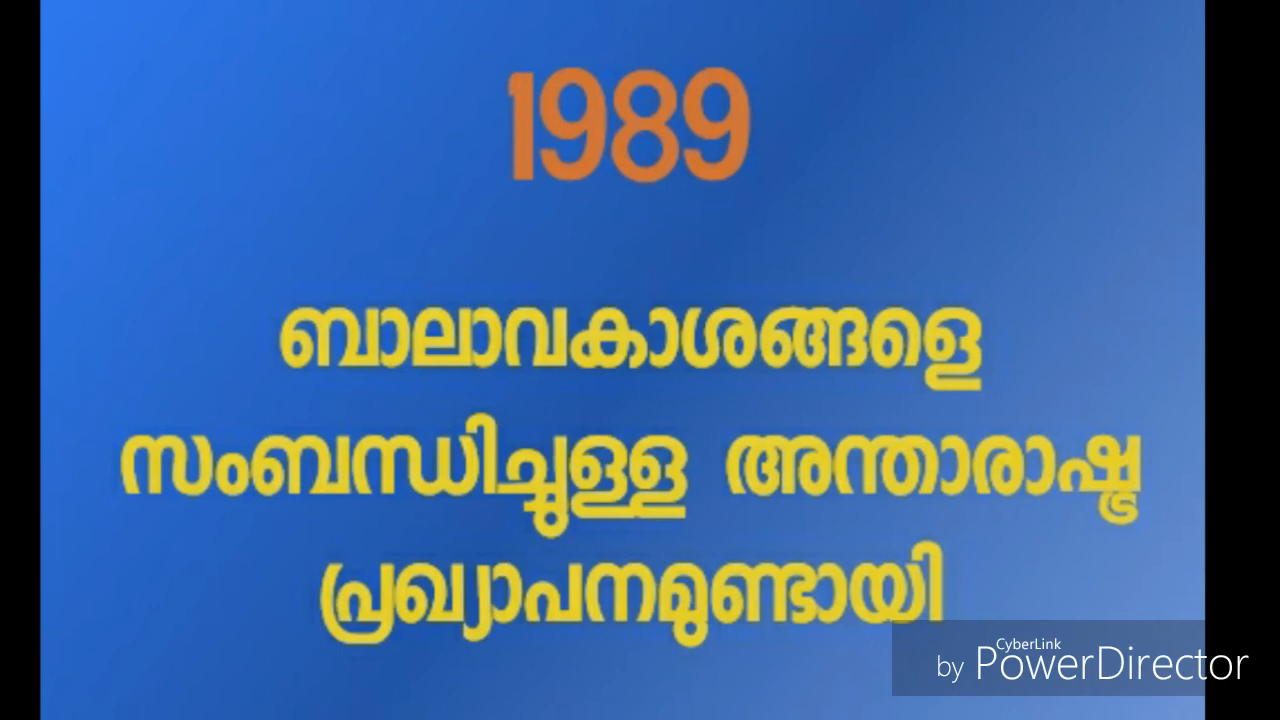 1989
ബാലാവകാശങ്ങളെ
സംബന്ധിച്ചുള്ള അന്താരാഷ്ട്ര
പ്രഖ്യാപനമുണ്ടായി
CyberLink
by PowerDirector